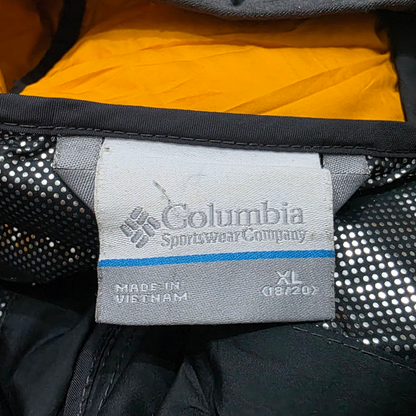 Columbia
Sportswear Company
MADE IN
VIETNAM
XL
(18/20)